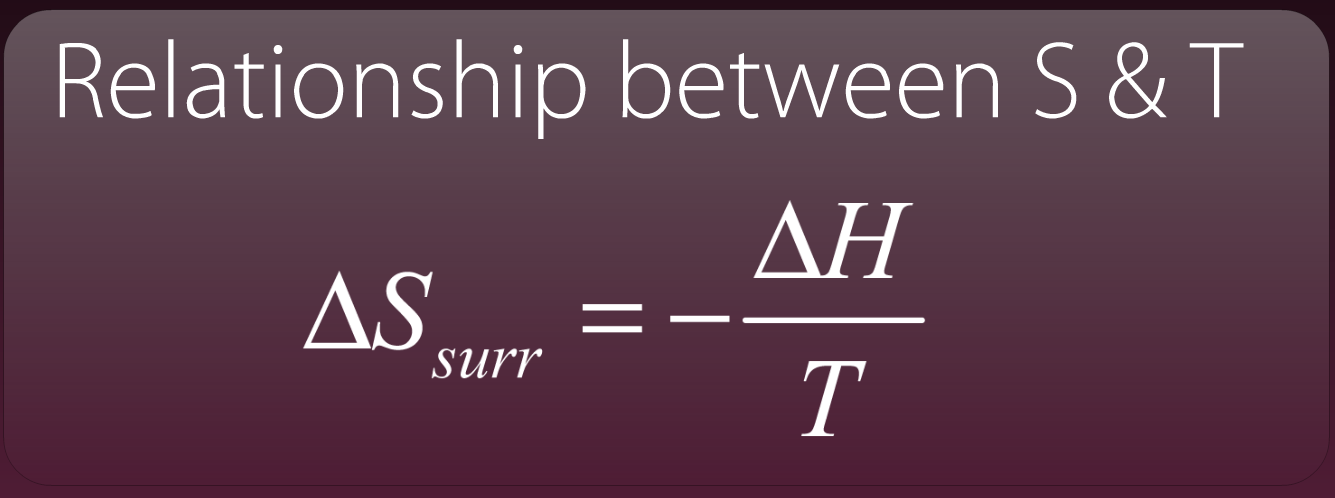 Relationship between S & T
ΔS_surr = -ΔH/T